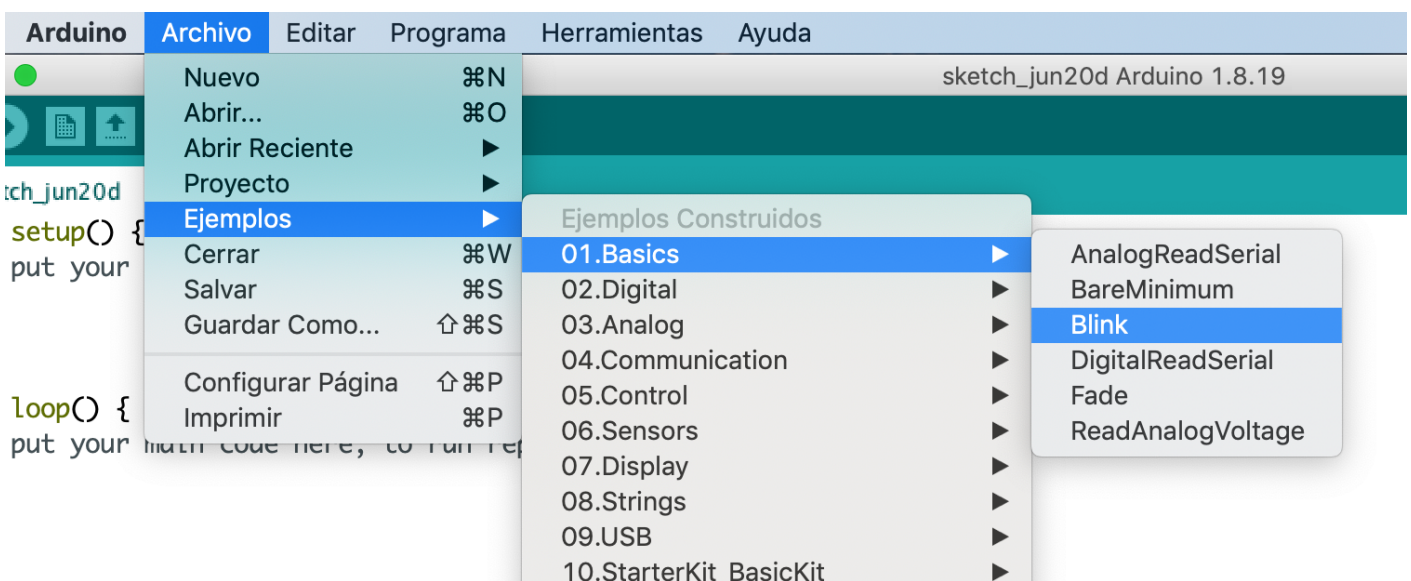 Arduino Archivo Editar Programa Herramientas Ayuda
sketch_jun20d Arduino 1.8.19
Nuevo ⌘N
Abrir... ⌘O
Abrir Reciente ▶
Proyecto ▶
Ejemplos ▶
Cerrar ⌘W
Salvar ⌘S
Guardar Como... ⇧⌘S
Configurar Página ⇧⌘P
Imprimir ⌘P
tch_jun20d
setup() {
put your
loop() {
put your main code here, to run rep
Ejemplos Construidos
01.Basics ▶
02.Digital ▶
03.Analog ▶
04.Communication ▶
05.Control ▶
06.Sensors ▶
07.Display ▶
08.Strings ▶
09.USB ▶
10.StarterKit_BasicKit ▶
AnalogReadSerial
BareMinimum
Blink
DigitalReadSerial
Fade
ReadAnalogVoltage